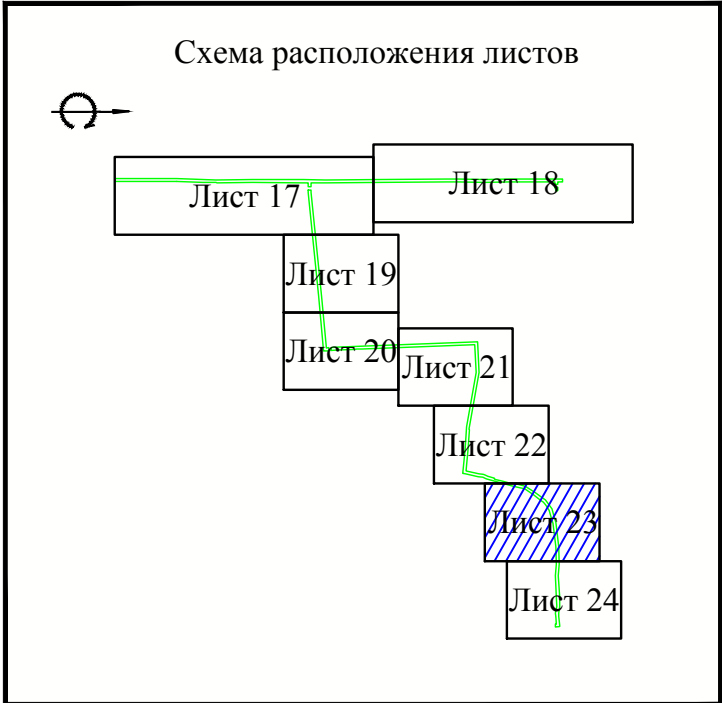 Схема расположения листов
Лист 17
Лист 18
Лист 19
Лист 20
Лист 21
Лист 22
Лист 23
Лист 24